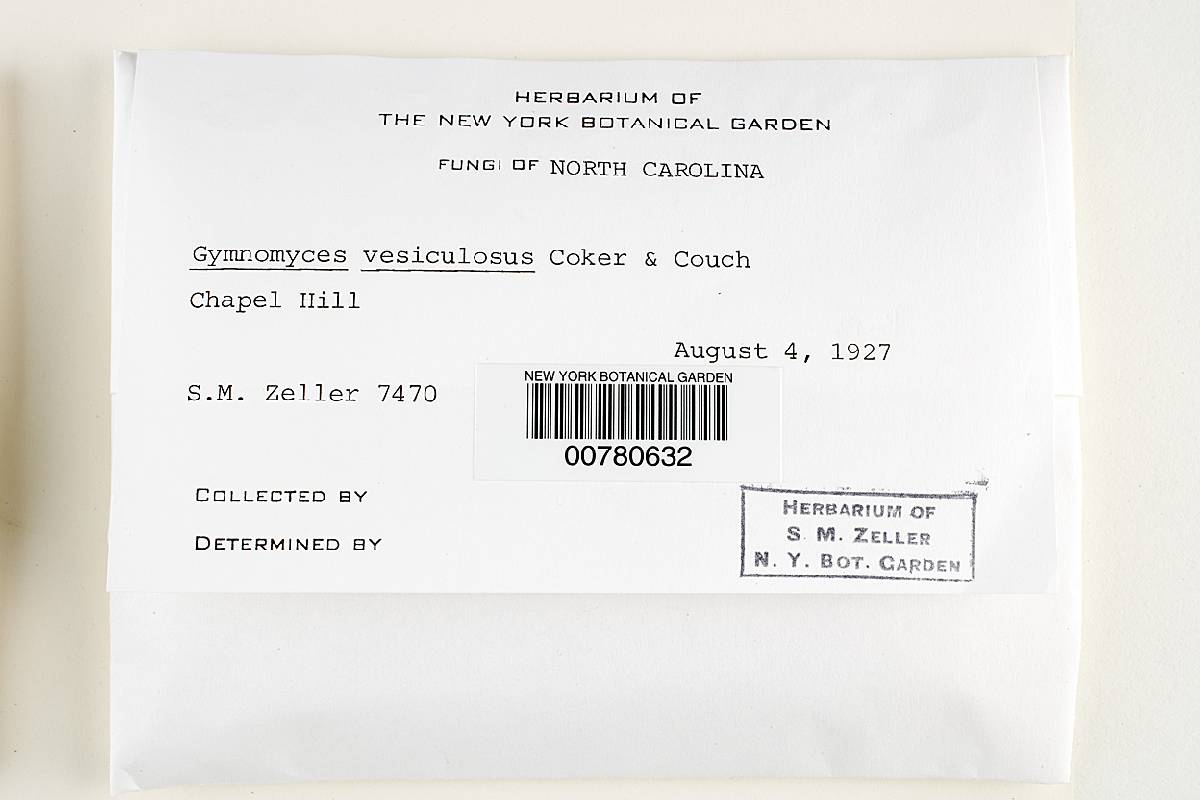 HERBARIUM OF
THE NEW YORK BOTANICAL GARDEN
FUNGI OF NORTH CAROLINA
Gymnomyces vesiculosus Coker & Couch
Chapel Hill
August 4, 1927
S.M. Zeller 7470
NEW YORK BOTANICAL GARDEN
00780632
COLLECTED BY
DETERMINED BY
HERBARIUM OF
S. M. ZELLER
N. Y. BOT. GARDEN